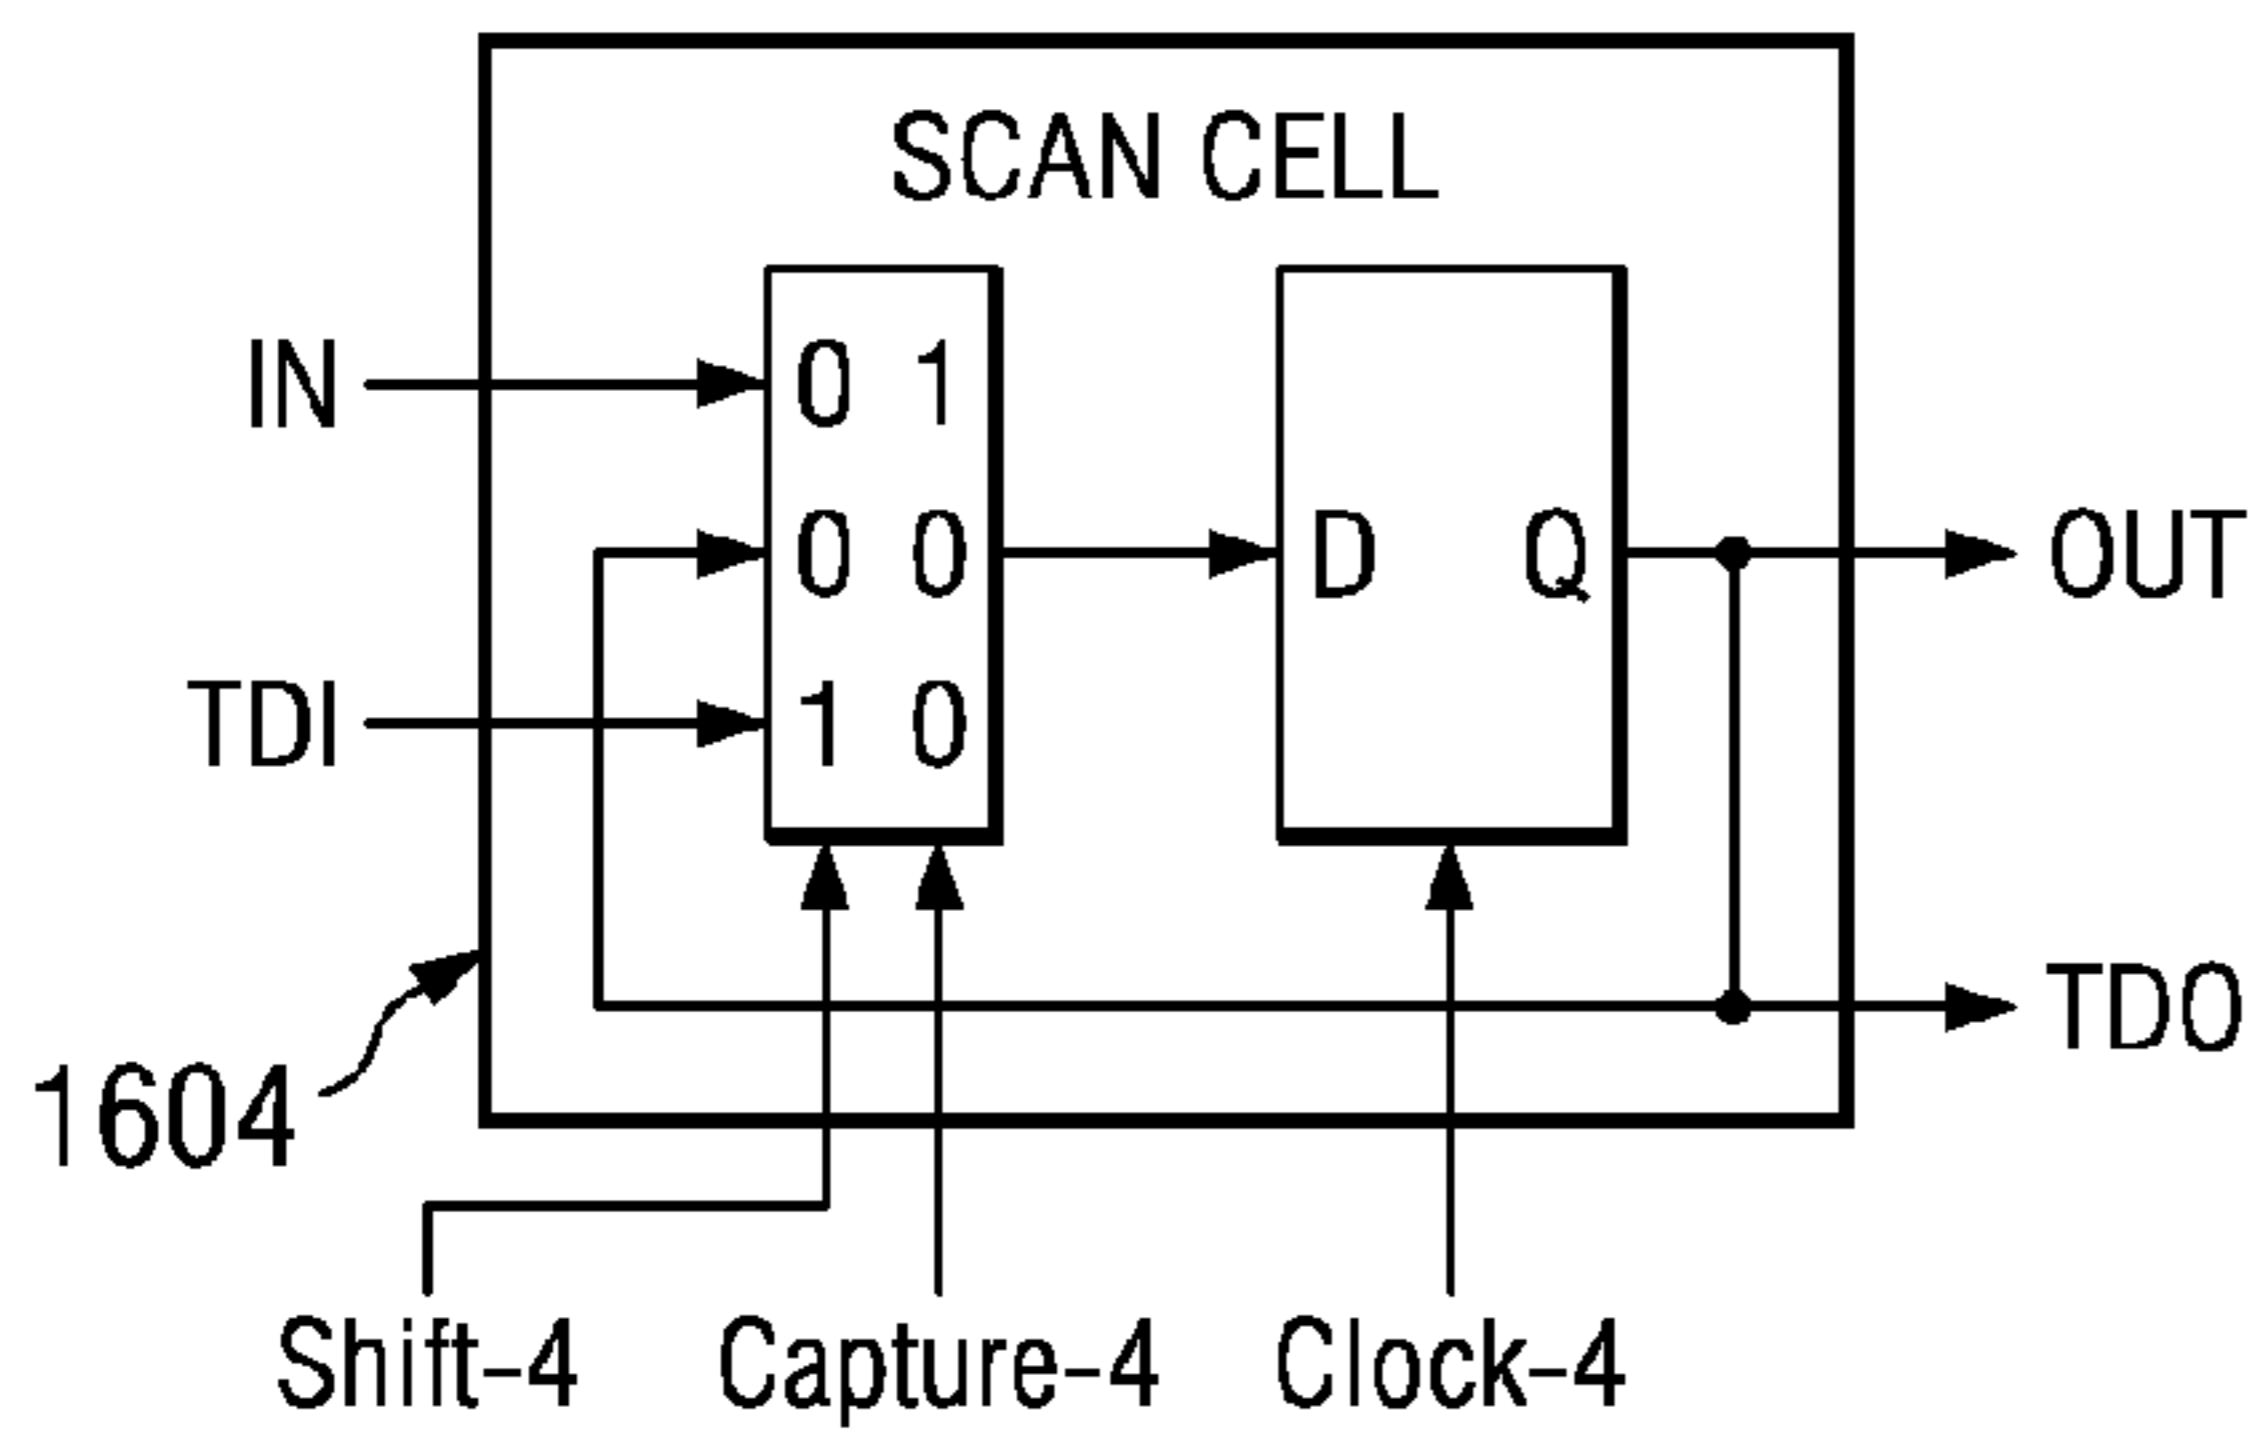 SCAN CELL
IN
0 1
0 0
D Q
OUT
TDI
1 0
TDO
1604
Shift-4 Capture-4 Clock-4